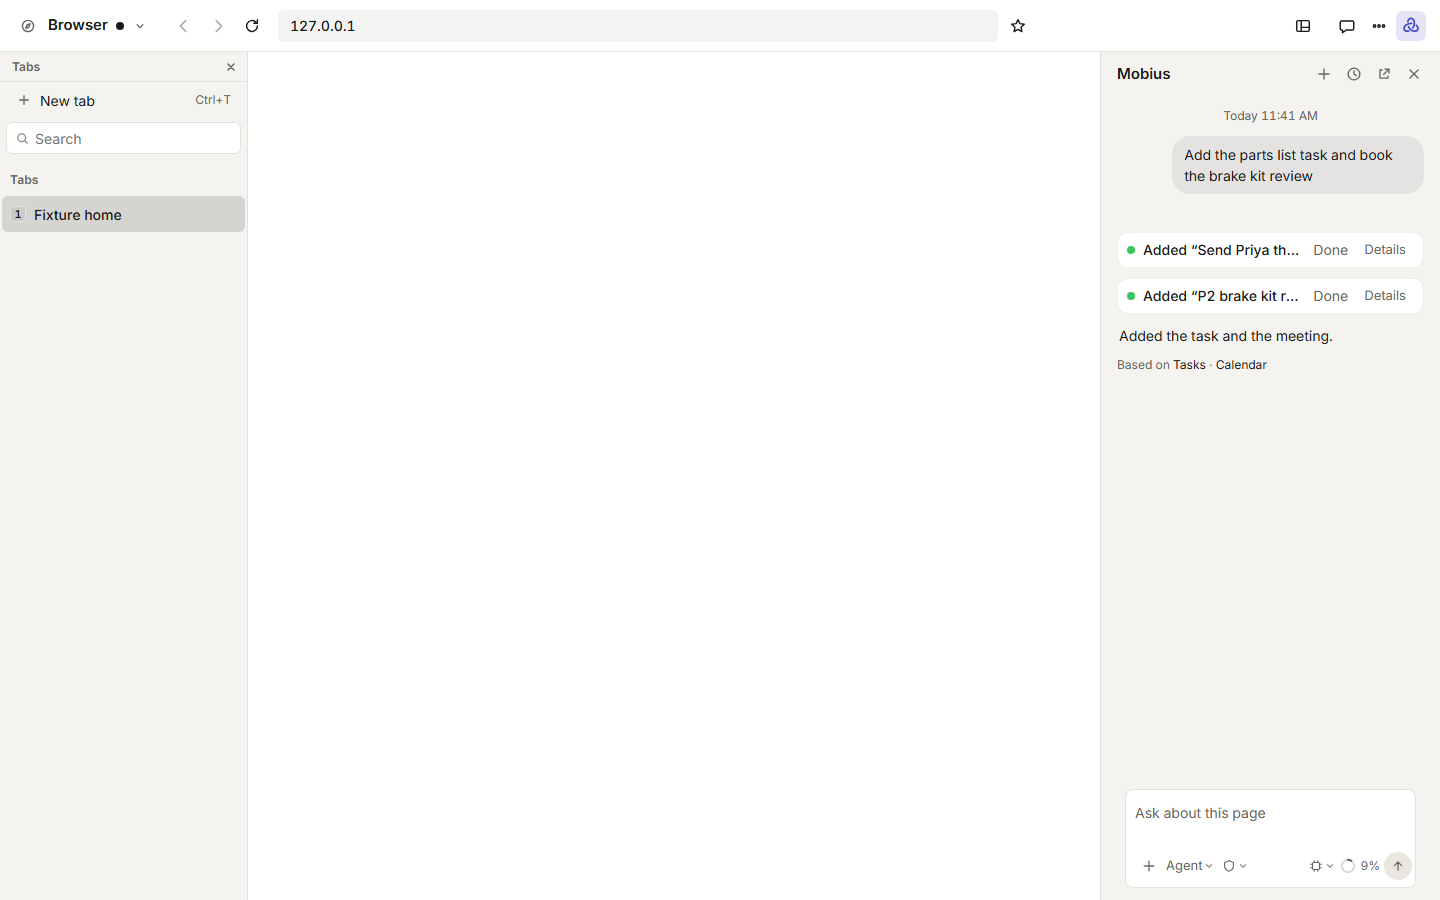 Browser
127.0.0.1
Tabs
New tab Ctrl+T
Search
Tabs
1 Fixture home
Mobius
Today 11:41 AM
Add the parts list task and book
the brake kit review
Added “Send Priya th... Done Details
Added “P2 brake kit r... Done Details
Added the task and the meeting.
Based on Tasks · Calendar
Ask about this page
Agent 9%